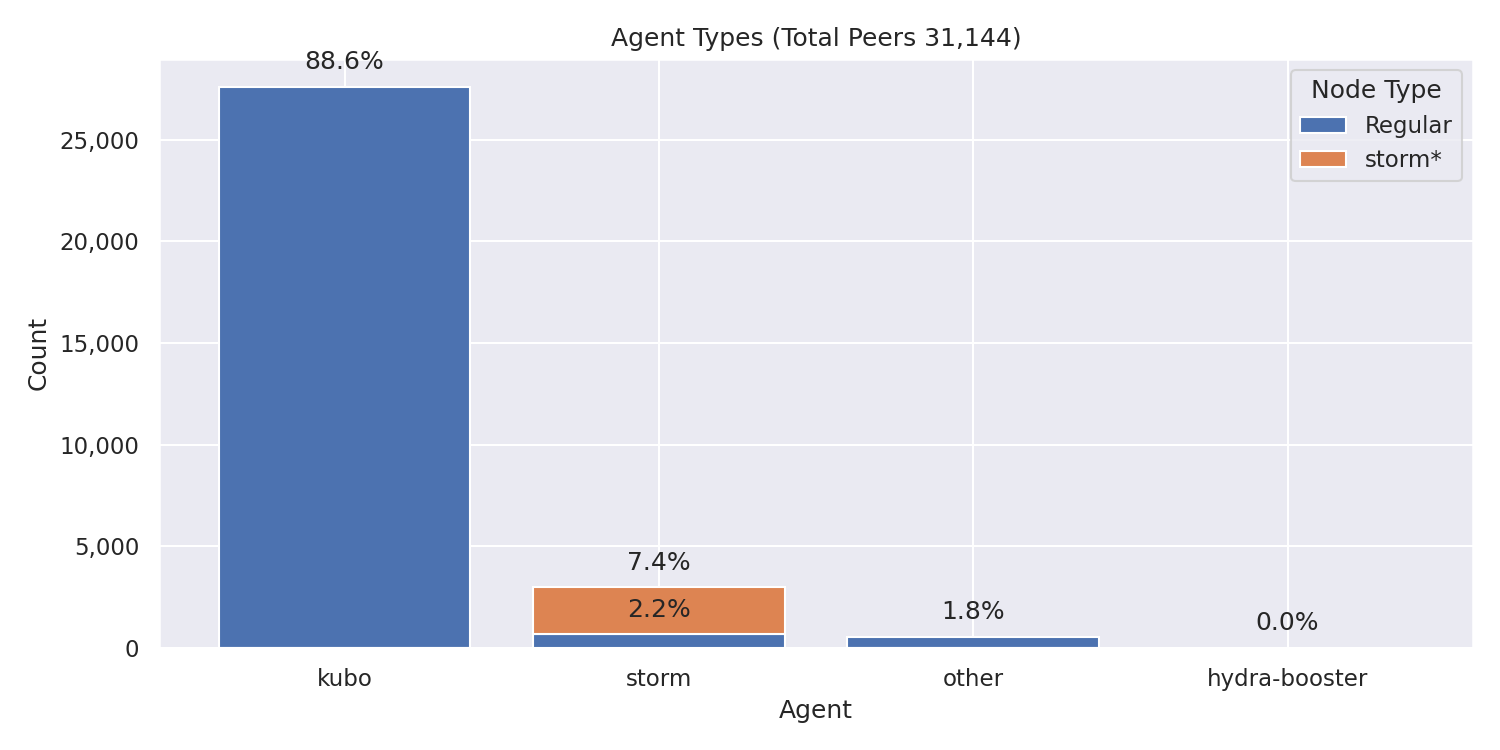 Agent Types (Total Peers 31,144)
88.6%
Node Type
Regular
storm*
25,000
20,000
15,000
10,000
5,000
0
Count
7.4%
2.2%
1.8%
0.0%
kubo
storm
other
hydra-booster
Agent